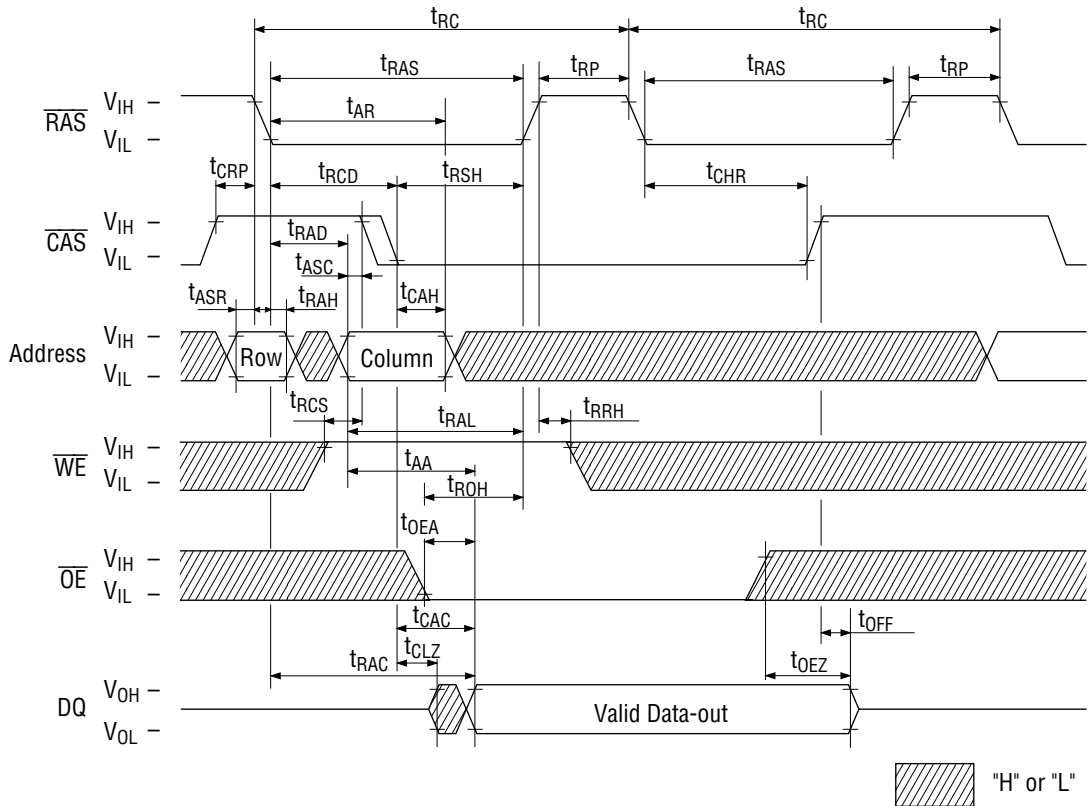 tRC tRC
tRAS tRP tRAS tRP
tAR
RAS VIH –
VIL –
tCRP tRCD tRSH tCHR
CAS VIH –
VIL –
tRAD
tASC
tASR tRAH tCAH
Address VIH –
VIL –
Row Column
tRCS tRAL tRRH
WE VIH –
VIL –
tAA
tROH
tOEA
OE VIH –
VIL –
tCAC tOFF
tCLZ
tRAC tOEZ
DQ VOH –
VOL –
Valid Data-out
"H" or "L"